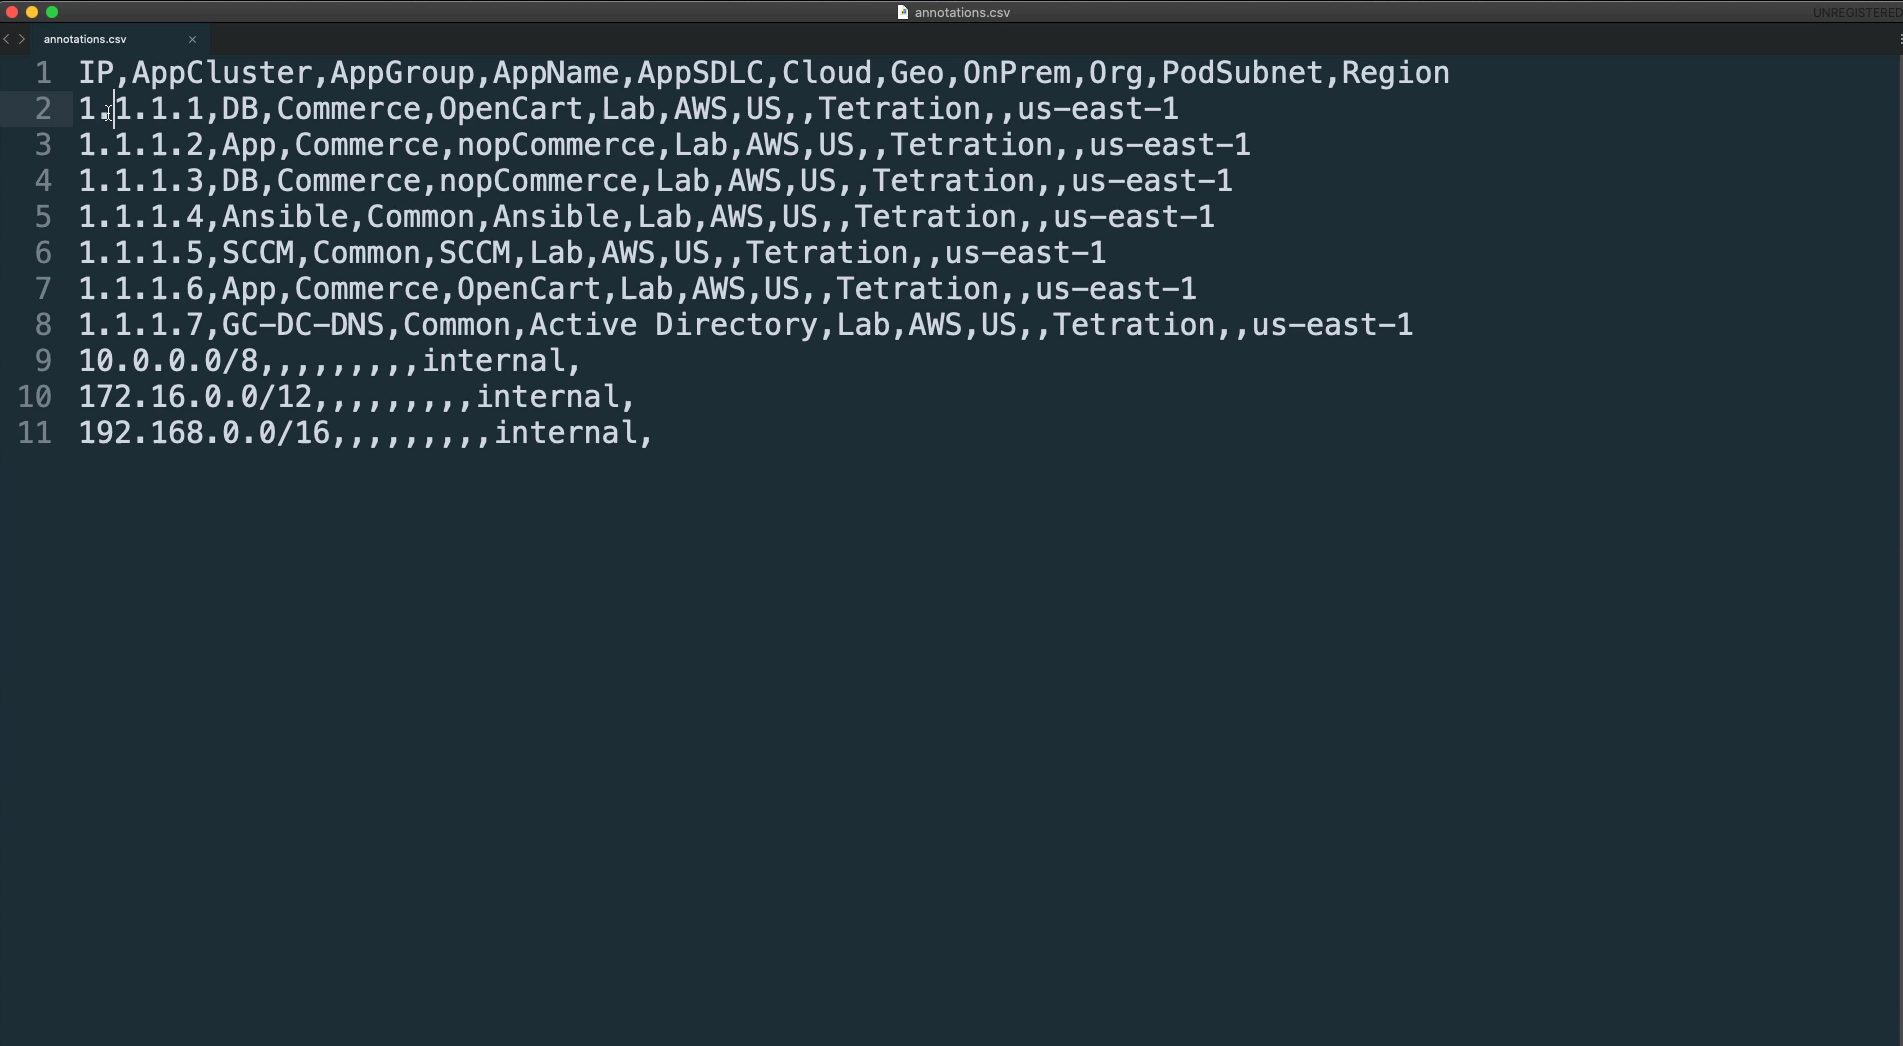 annotations.csv
UNREGISTERED
annotations.csv
1 IP,AppCluster,AppGroup,AppName,AppSDLC,Cloud,Geo,OnPrem,Org,PodSubnet,Region
2 1.1.1.1,DB,Commerce,OpenCart,Lab,AWS,US,,Tetration,,us-east-1
3 1.1.1.2,App,Commerce,nopCommerce,Lab,AWS,US,,Tetration,,us-east-1
4 1.1.1.3,DB,Commerce,nopCommerce,Lab,AWS,US,,Tetration,,us-east-1
5 1.1.1.4,Ansible,Common,Ansible,Lab,AWS,US,,Tetration,,us-east-1
6 1.1.1.5,SCCM,Common,SCCM,Lab,AWS,US,,Tetration,,us-east-1
7 1.1.1.6,App,Commerce,OpenCart,Lab,AWS,US,,Tetration,,us-east-1
8 1.1.1.7,GC-DC-DNS,Common,Active Directory,Lab,AWS,US,,Tetration,,us-east-1
9 10.0.0.0/8,,,,,,,,,internal,
10 172.16.0.0/12,,,,,,,,,internal,
11 192.168.0.0/16,,,,,,,,,internal,